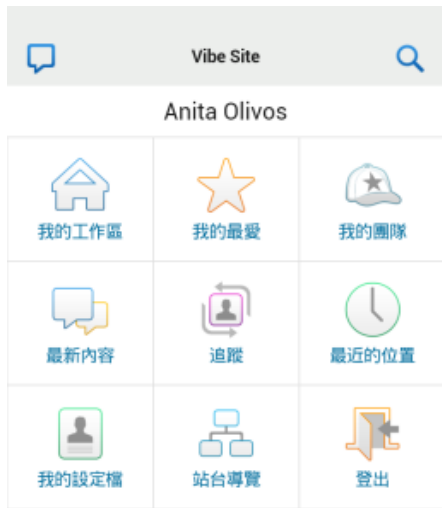 Vibe Site
Anita Olivos
我的工作區
我的最愛
我的團隊
最新內容
追蹤
最近的位置
我的設定檔
站台導覽
登出